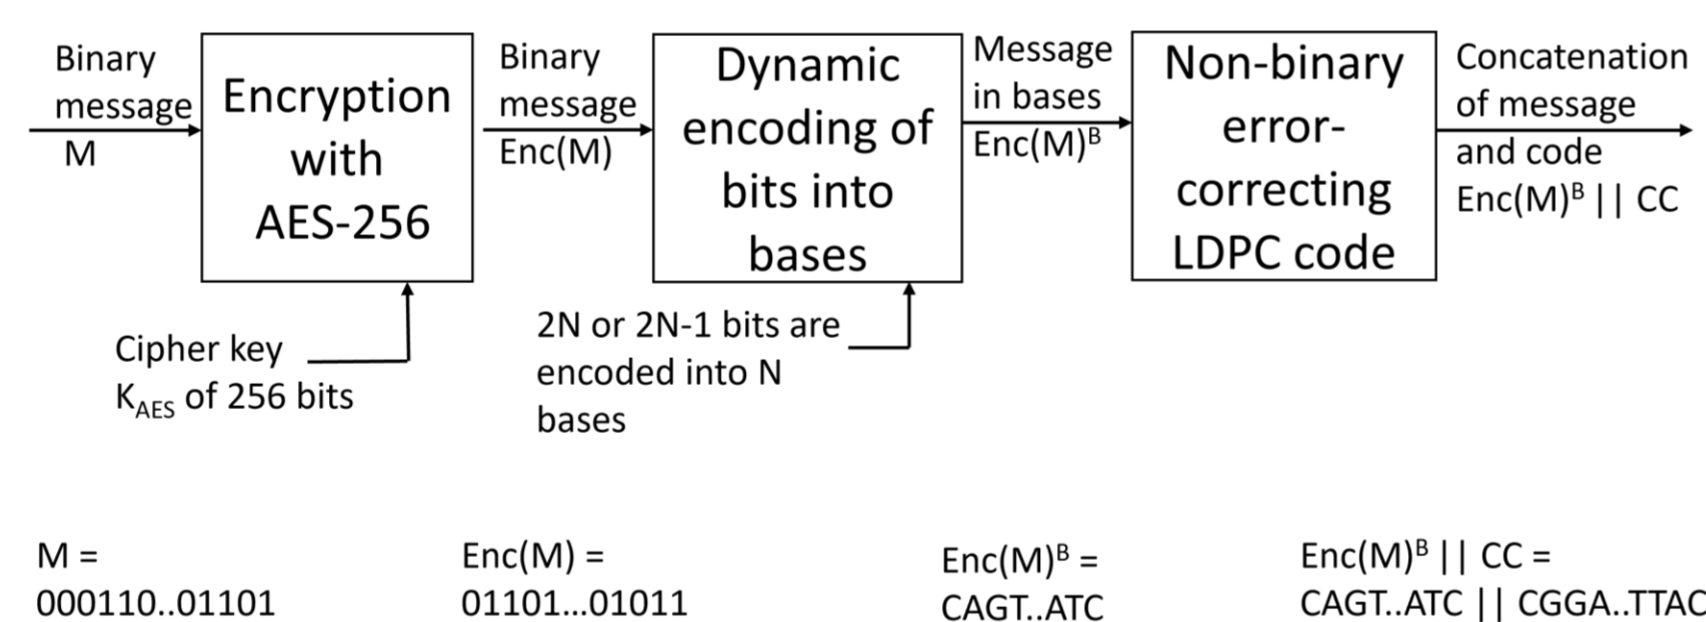 Binary
message
M
Encryption
with
AES-256
Cipher key
K_AES of 256 bits
Binary
message
Enc(M)
Dynamic
encoding of
bits into
bases
2N or 2N-1 bits are
encoded into N
bases
Message
in bases
Enc(M)ᴮ
Non-binary
error-
correcting
LDPC code
Concatenation
of message
and code
Enc(M)ᴮ || CC
M =
000110..01101
Enc(M) =
01101...01011
Enc(M)ᴮ =
CAGT..ATC
Enc(M)ᴮ || CC =
CAGT..ATC || CGGA..TTAC